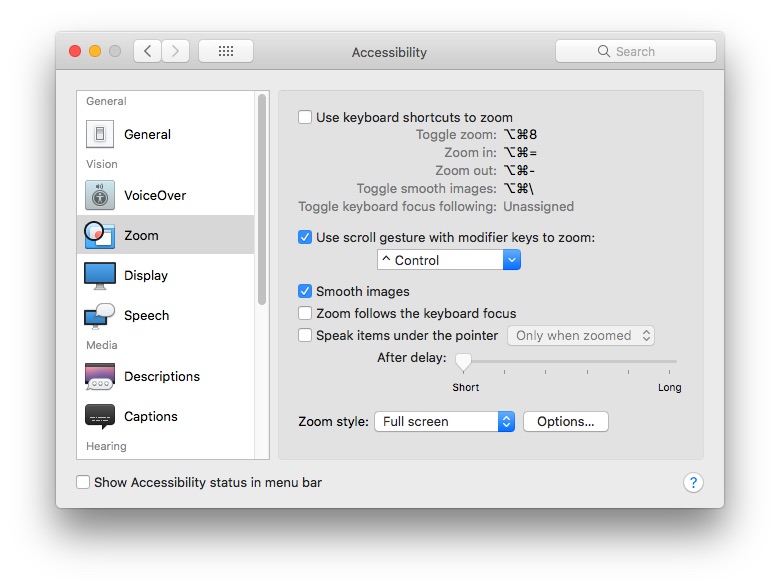 Accessibility
Search
General
General
Vision
VoiceOver
Zoom
Display
Speech
Media
Descriptions
Captions
Hearing
Use keyboard shortcuts to zoom
Toggle zoom: ⌥⌘8
Zoom in: ⌥⌘=
Zoom out: ⌥⌘-
Toggle smooth images: ⌥⌘\
Toggle keyboard focus following: Unassigned
Use scroll gesture with modifier keys to zoom:
^ Control
Smooth images
Zoom follows the keyboard focus
Speak items under the pointer Only when zoomed
After delay:
Short Long
Zoom style: Full screen Options...
Show Accessibility status in menu bar ?